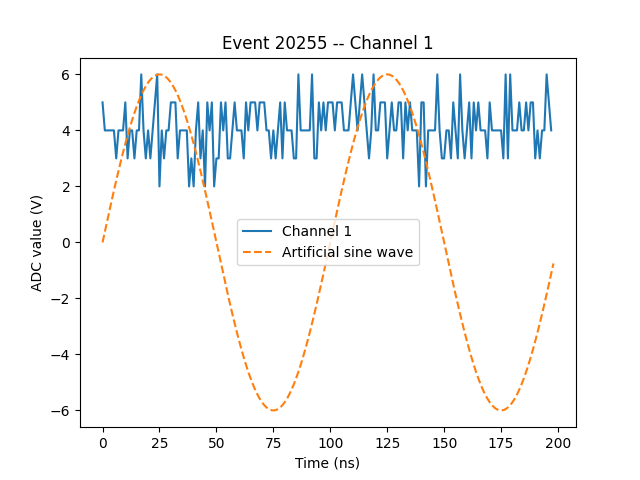 Event 20255 -- Channel 1
ADC value (V)
6
4
2
0
−2
−4
−6
Channel 1
Artificial sine wave
0 25 50 75 100 125 150 175 200
Time (ns)